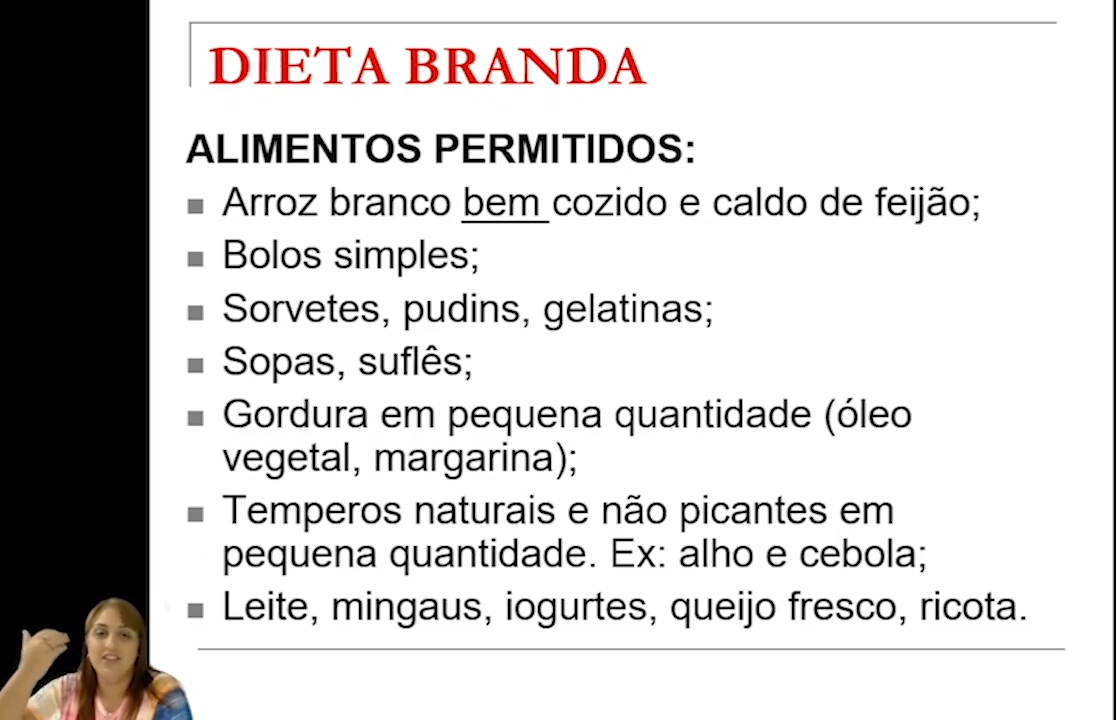 DIETA BRANDA
ALIMENTOS PERMITIDOS:
Arroz branco bem cozido e caldo de feijão;
Bolos simples;
Sorvetes, pudins, gelatinas;
Sopas, suflês;
Gordura em pequena quantidade (óleo
vegetal, margarina);
Temperos naturais e não picantes em
pequena quantidade. Ex: alho e cebola;
Leite, mingaus, iogurtes, queijo fresco, ricota.